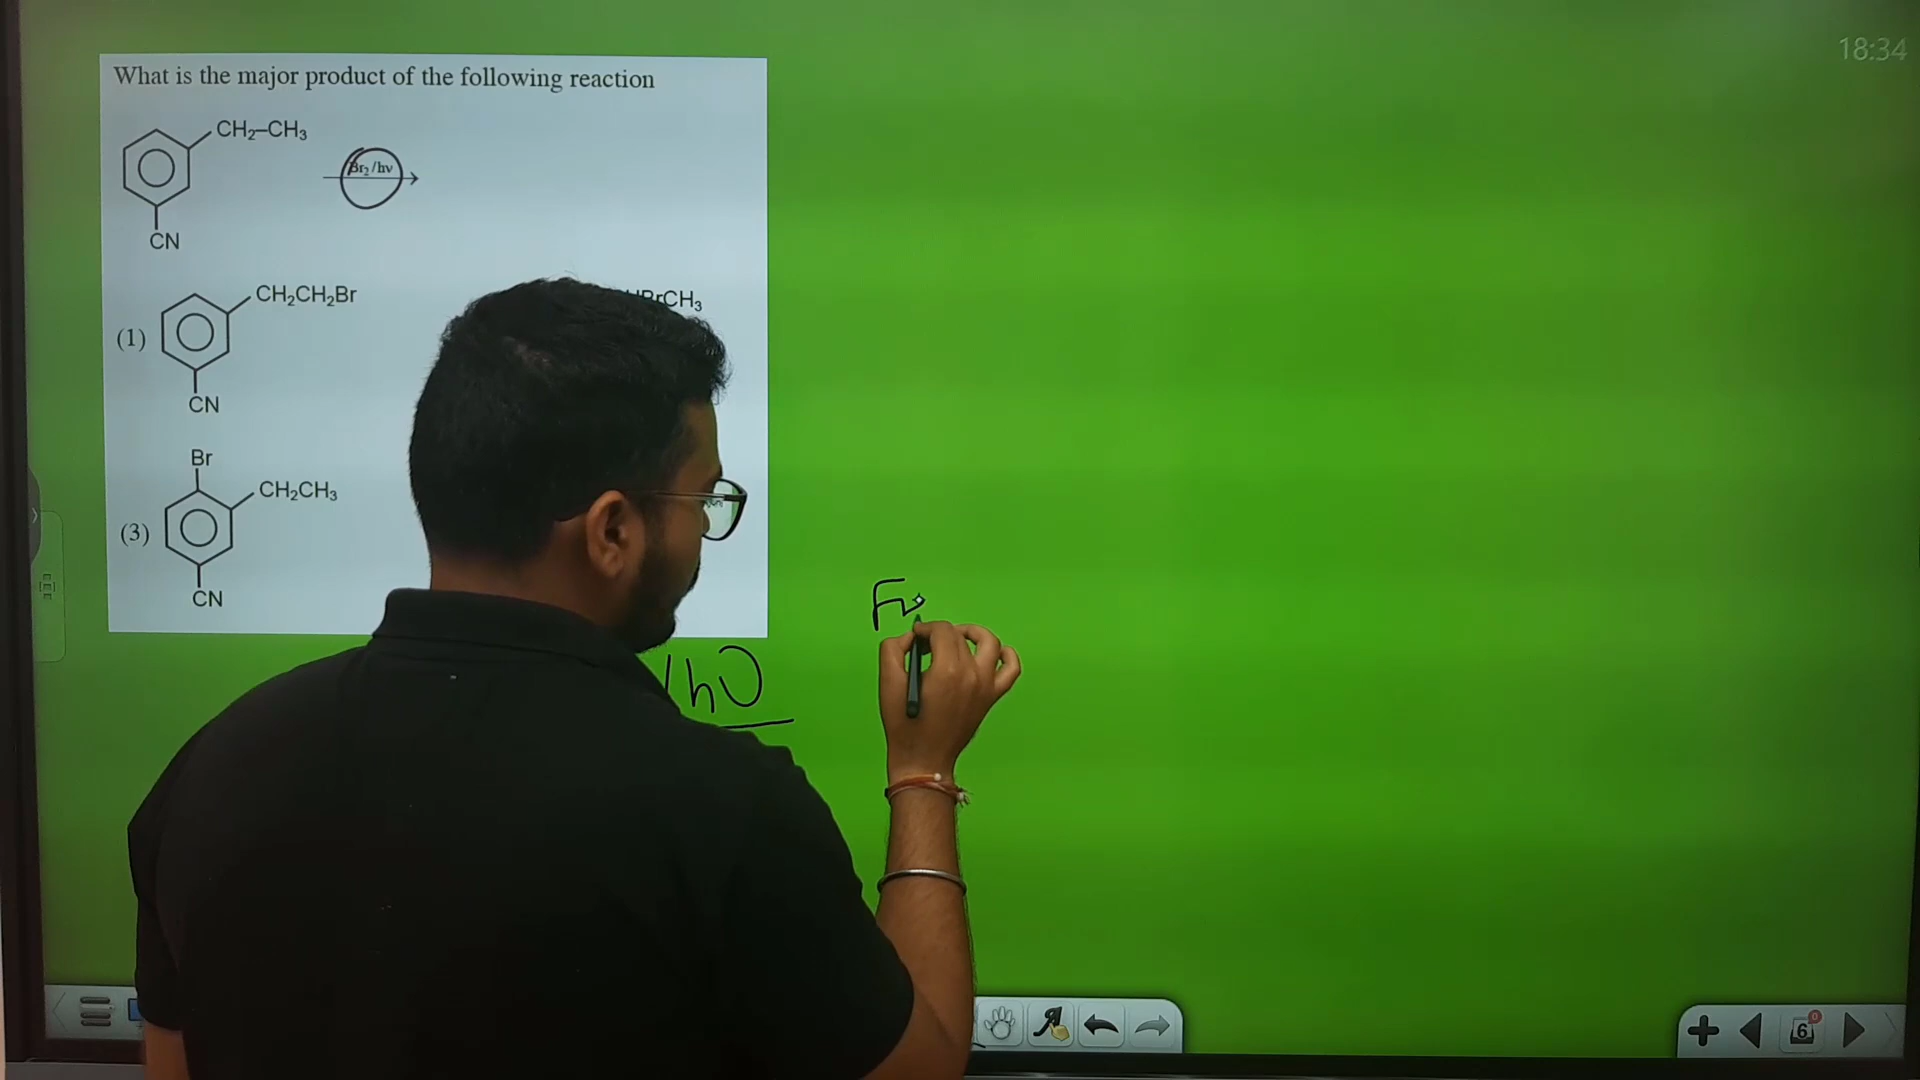 18:34
What is the major product of the following reaction
CH₂–CH₃
Br₂/hν
CN
(1)
CH₂CH₂Br
CN
BrCH₃
(3)
Br
CH₂CH₃
CN
/hυ
Fr
6